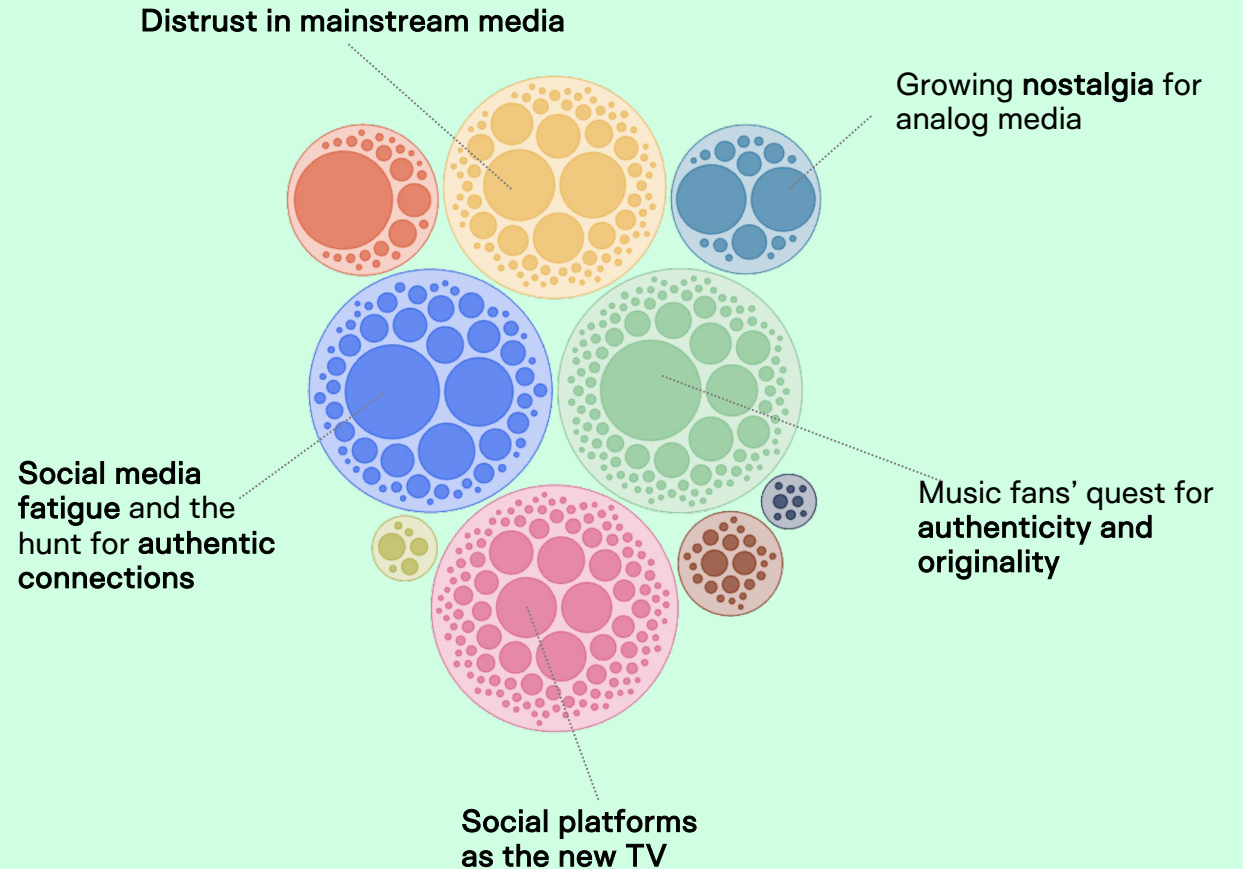 Distrust in mainstream media
Growing nostalgia for
analog media
Social media
fatigue and the
hunt for authentic
connections
Music fans’ quest for
authenticity and
originality
Social platforms
as the new TV